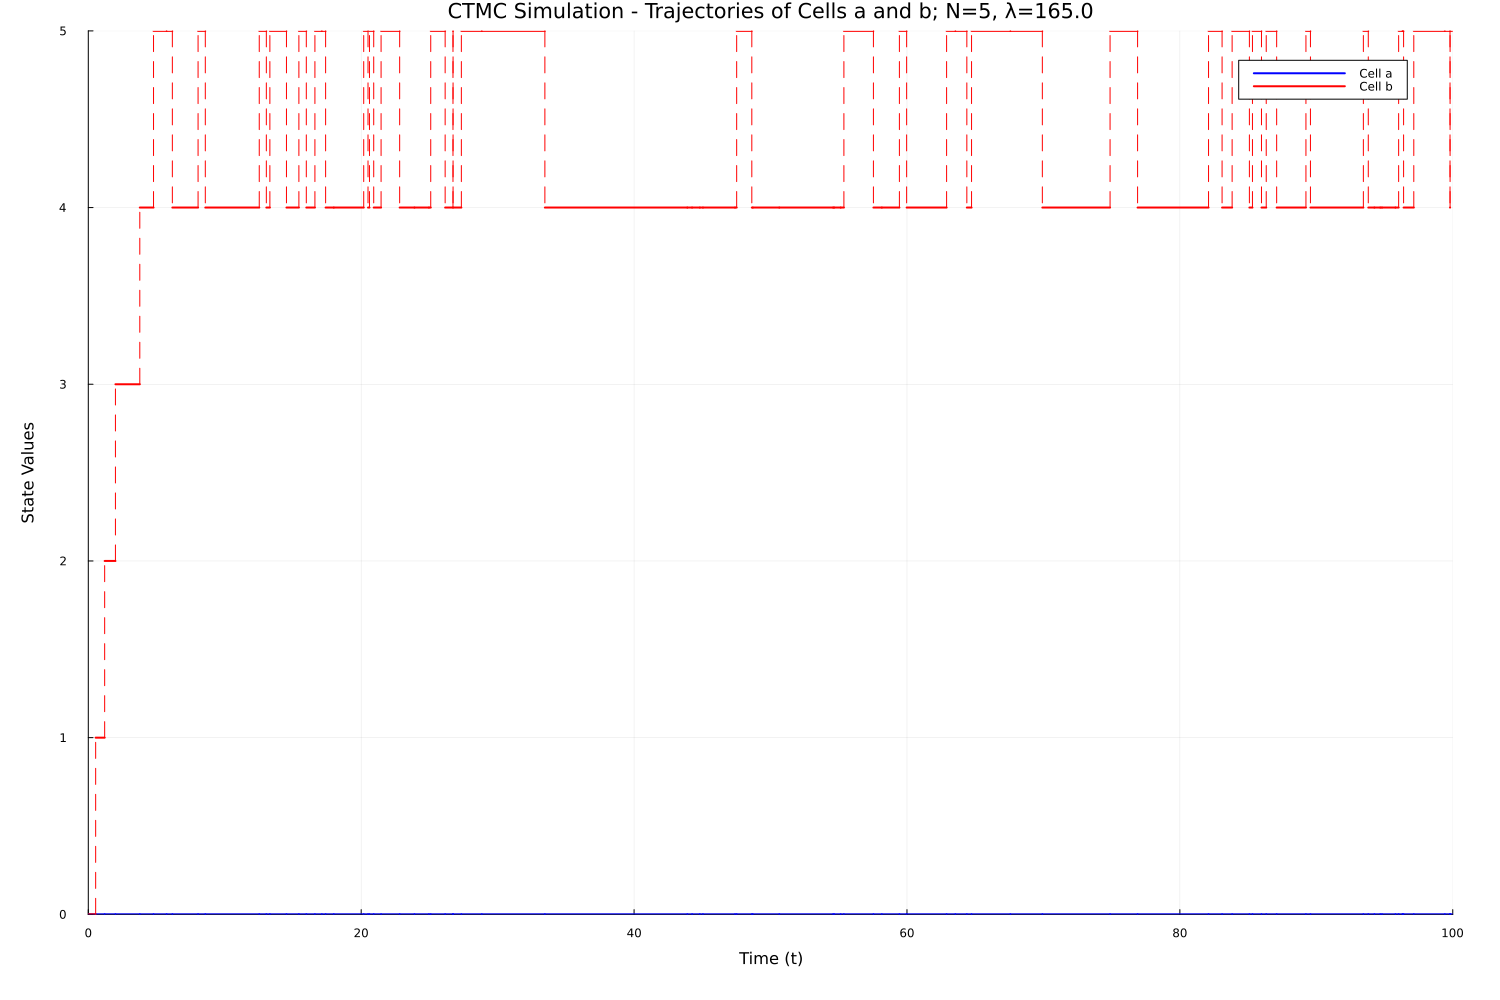 CTMC Simulation - Trajectories of Cells a and b; N=5, λ=165.0
5
Cell a
Cell b
4
3
State Values
2
1
0
0 20 40 60 80 100
Time (t)